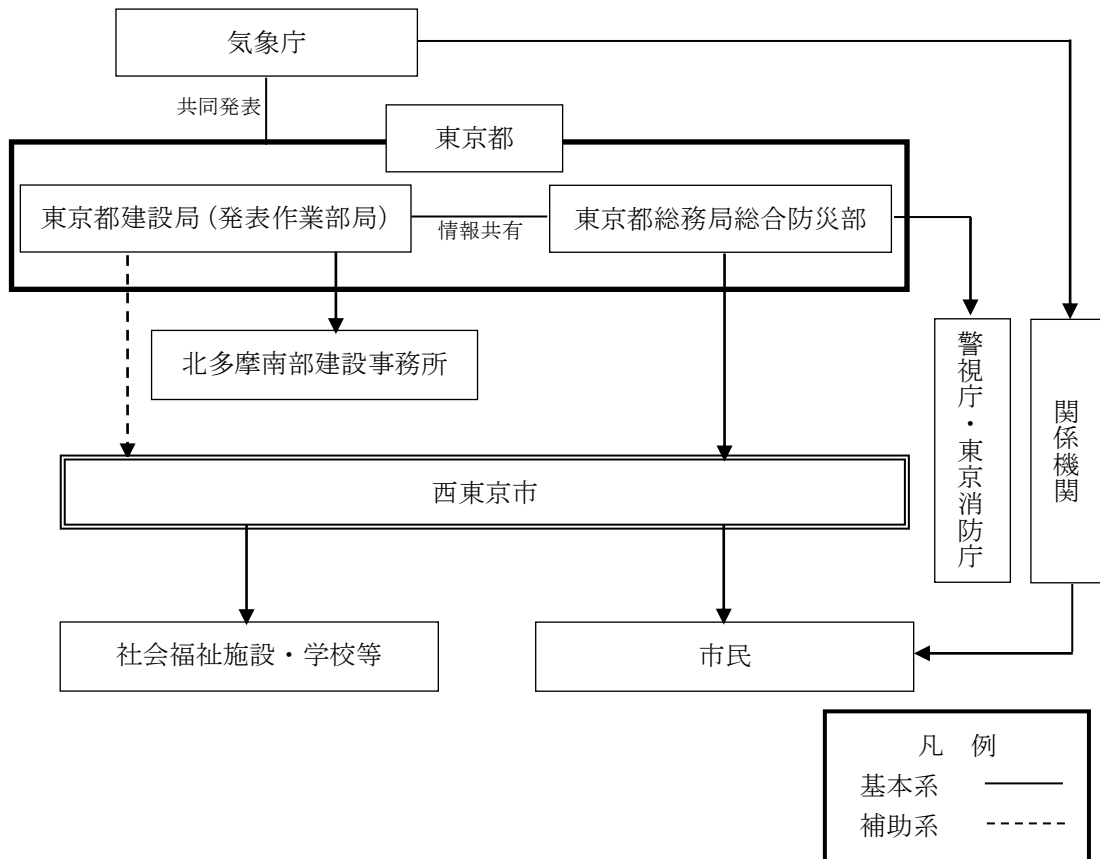 気象庁
共同発表
東京都
東京都建設局(発表作業部局)
情報共有
東京都総務局総合防災部
北多摩南部建設事務所
警視庁・東京消防庁
関係機関
西東京市
社会福祉施設・学校等
市民
凡　例
基本系
補助系